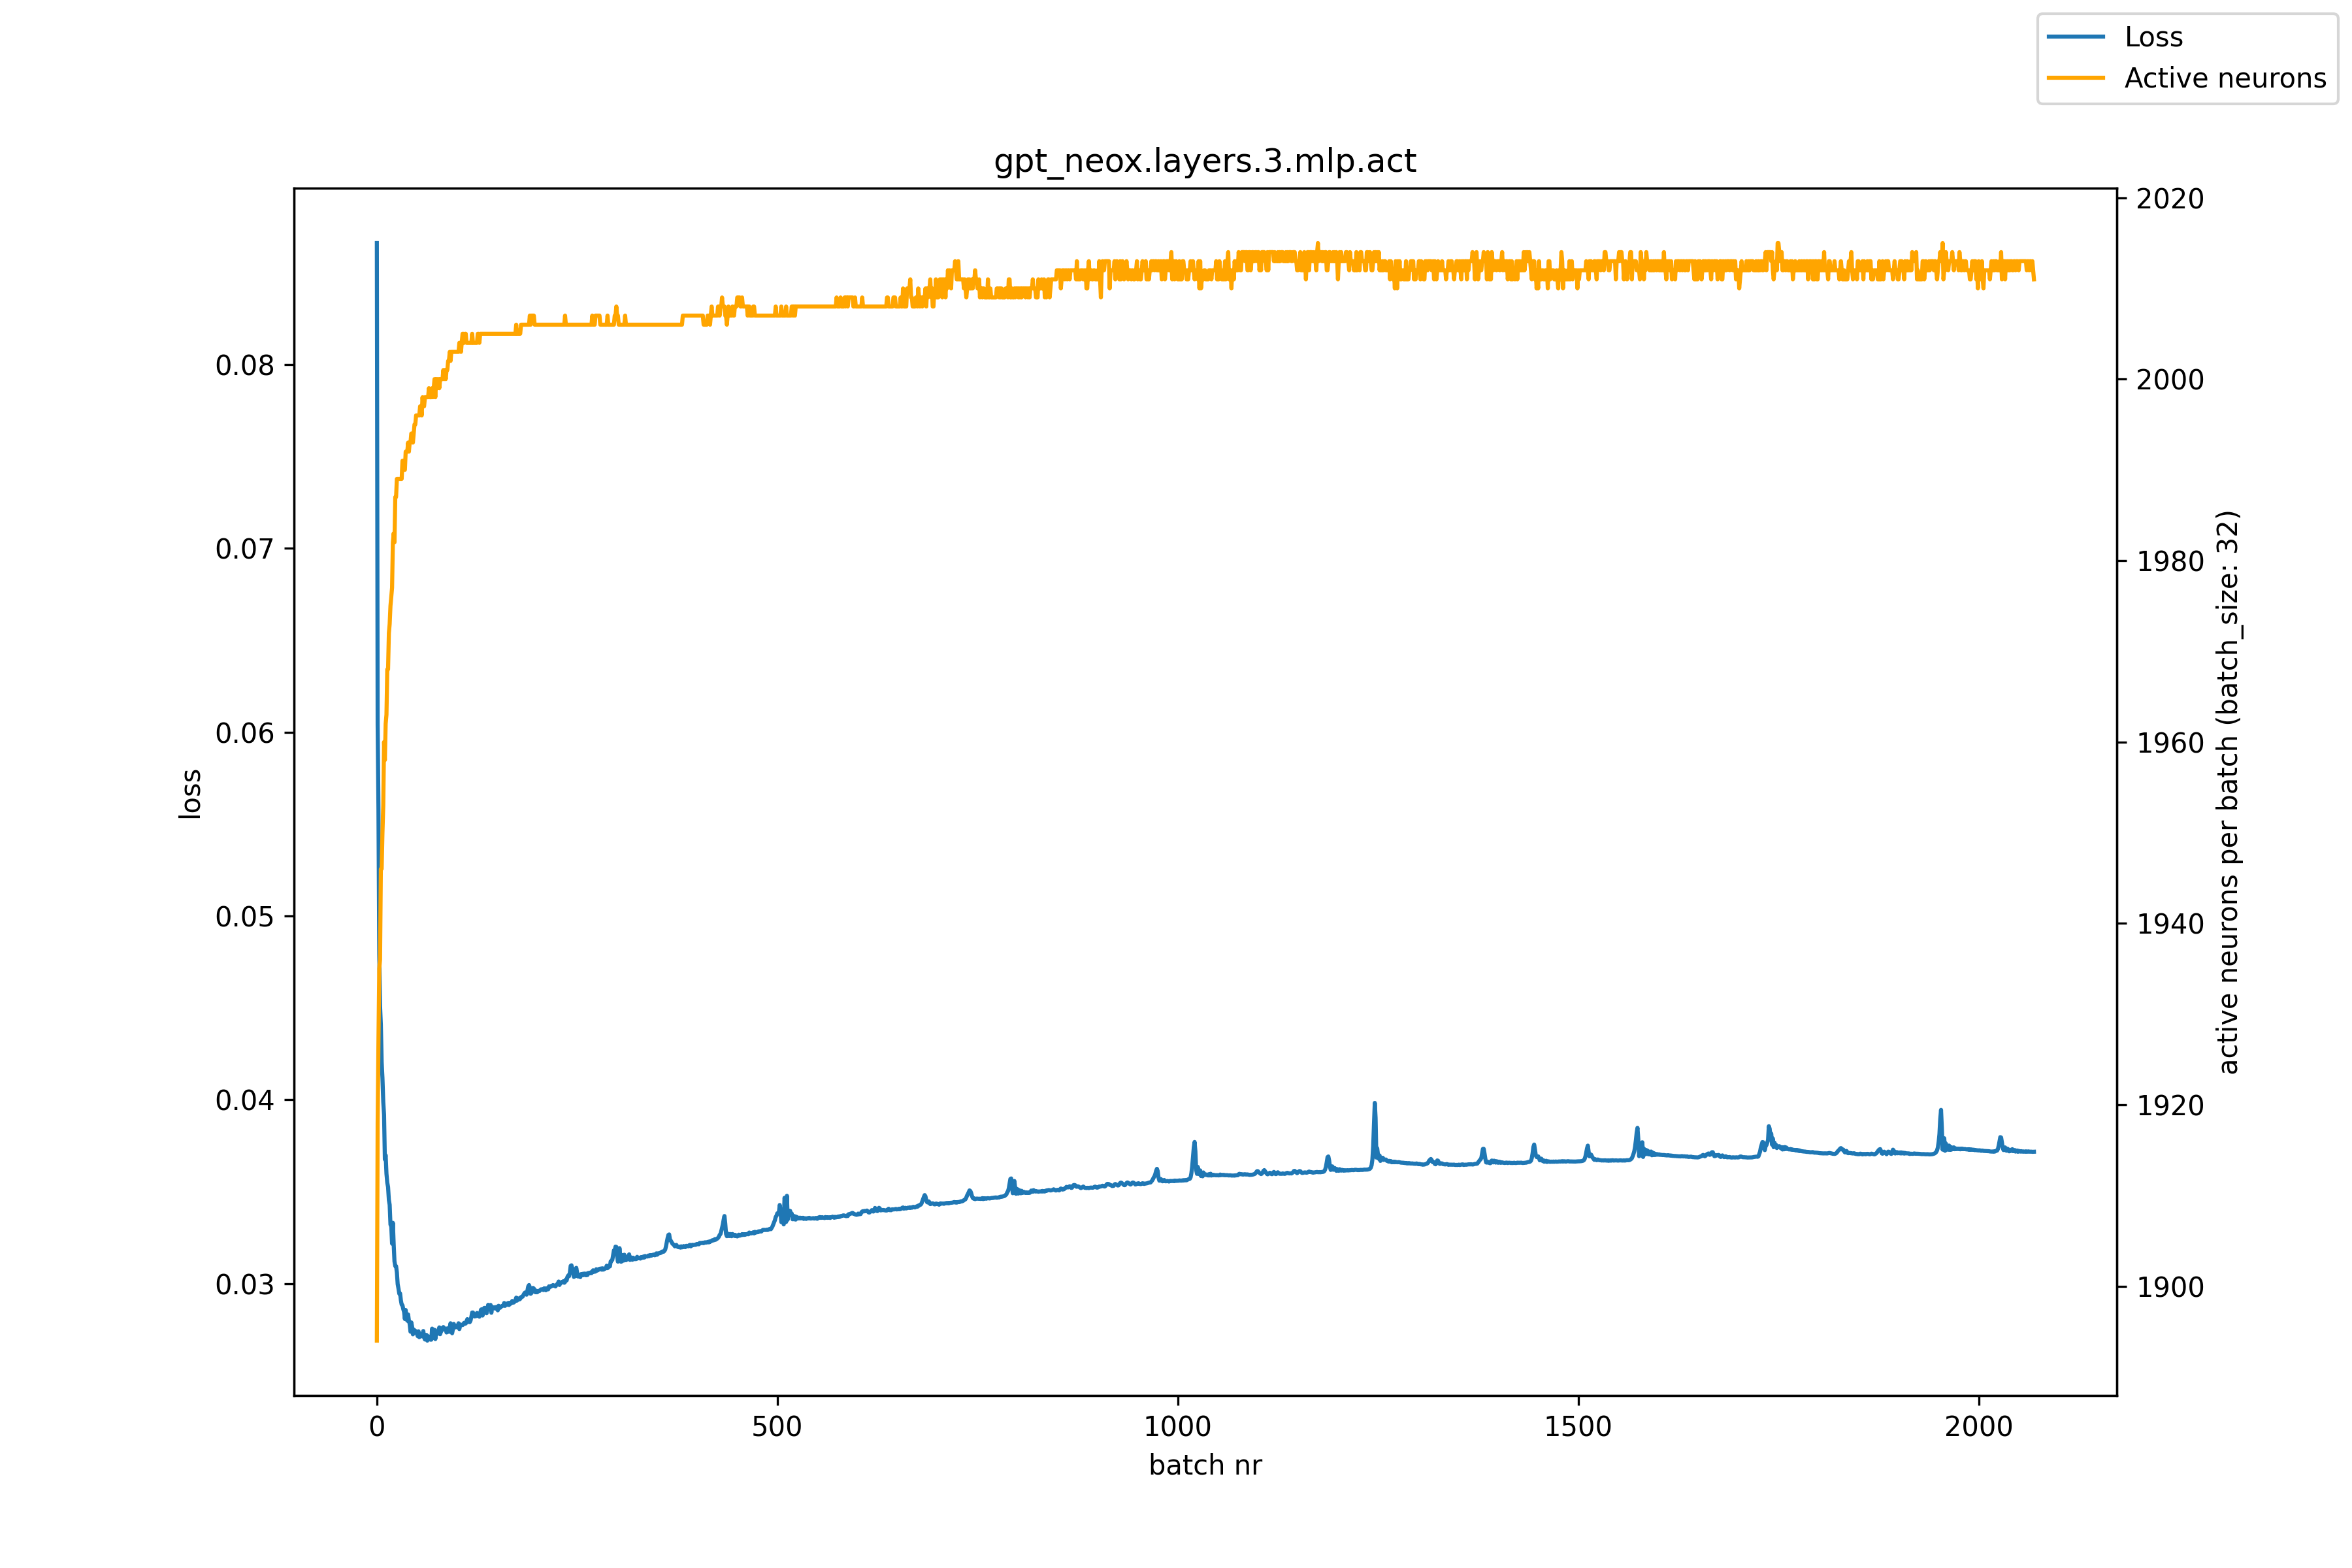 Loss
Active neurons
gpt_neox.layers.3.mlp.act
0.08
0.07
0.06
0.05
0.04
0.03
loss
2020
2000
1980
1960
1940
1920
1900
active neurons per batch (batch_size: 32)
0 500 1000 1500 2000
batch nr